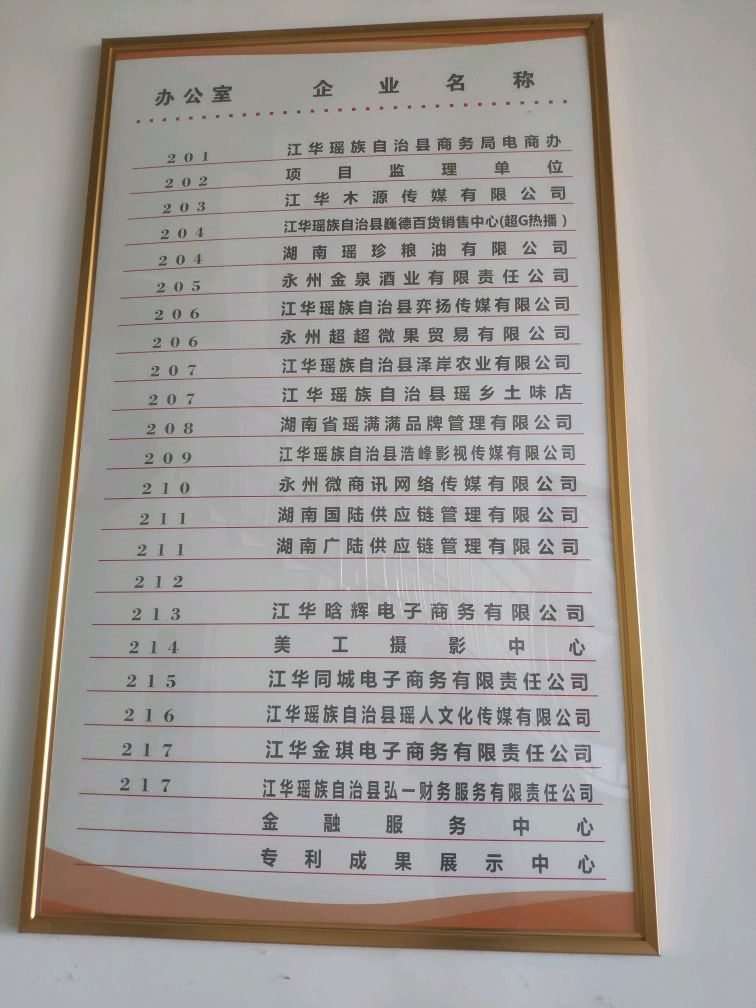 办公室 企业名称
201 江华瑶族自治县商务局电商办
202 项目监理单位
203 江华木源传媒有限公司
204 江华瑶族自治县巍德百货销售中心(超G热播)
204 湖南瑶珍粮油有限公司
205 永州金泉酒业有限责任公司
206 江华瑶族自治县弈扬传媒有限公司
206 永州超超微果贸易有限公司
207 江华瑶族自治县泽岸农业有限公司
207 江华瑶族自治县瑶乡土味店
208 湖南省瑶满满品牌管理有限公司
209 江华瑶族自治县浩峰影视传媒有限公司
210 永州微商讯网络传媒有限公司
211 湖南国陆供应链管理有限公司
211 湖南广陆供应链管理有限公司
212
213 江华晗辉电子商务有限公司
214 美工摄影中心
215 江华同城电子商务有限责任公司
216 江华瑶族自治县瑶人文化传媒有限公司
217 江华金琪电子商务有限责任公司
217 江华瑶族自治县弘一财务服务有限责任公司
金融服务中心
专利成果展示中心